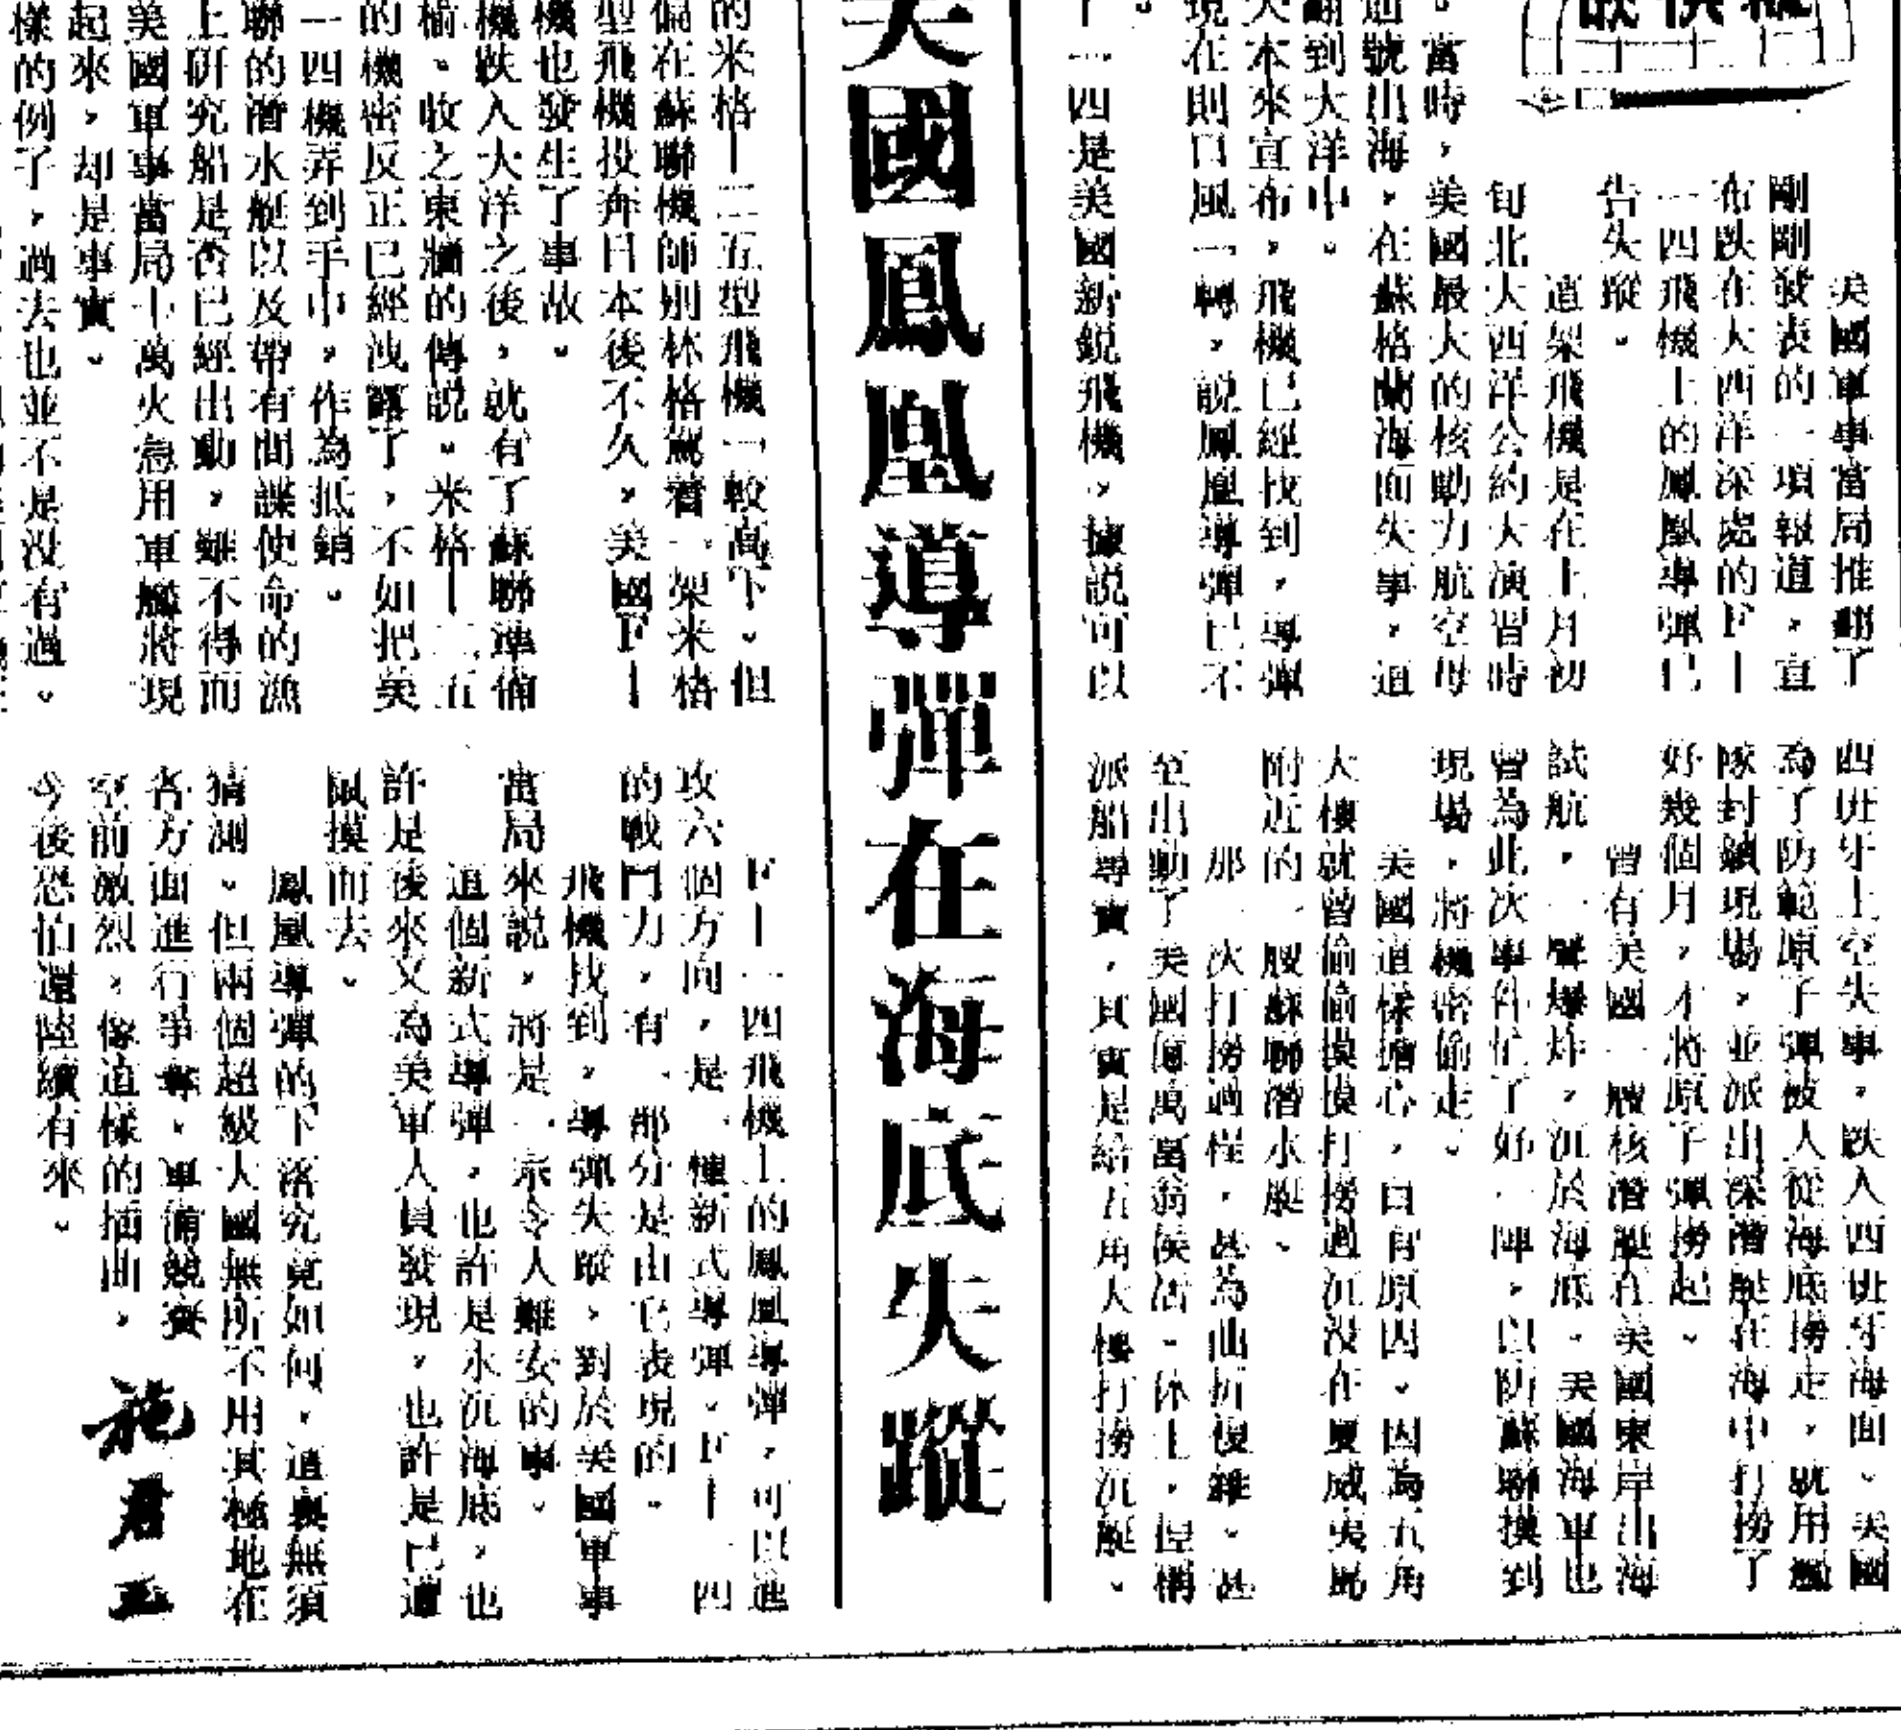 美國軍事當局推翻了
剛剛發表的一項報道，宣
布跌在大西洋深處的F—
一四飛機上的鳳凰導彈已
告失蹤。
這架飛機是在上月初
旬北大西洋公約大演習時
。當時，美國最大的核動力航空母
號出海，在蘇格蘭海面失事，這
翻到大洋中。
本來宣布，飛機已經找到，導彈
現在則口風一轉，説鳳凰導彈已不
。
一四是美國新銳飛機，據説可以
美國鳳凰導彈在海底失蹤
的米格—二五型飛機一較高下。但
偏在蘇聯機師別林格駕着一架米格
型飛機投奔日本後不久，美國F—
機也發生了事故。
機跌入大洋之後，就有了蘇聯準備
榆、收之東牆的傳説。米格—二五
的機密反正已經洩露了，不如把美
一四機弄到手中，作為抵銷。
聯的潛水艇以及帶有間諜使命的漁
上研究船是否已經出動，雖不得而
美國軍事當局十萬火急用軍艦將現
起來，却是事實。
樣的例子，過去也並不是没有過。
四班牙上空失事，跌入西班牙海面。美國
為了防範原子彈被人從海底撈走，就用艦
隊封鎖現場，並派出深潛艇在海中打撈了
好幾個月，才將原子彈撈起。
曾有美國一艘核潛艇在美國東岸出海
試航，一聲爆炸，沉於海底。美國海軍也
曾為此次事件忙了好一陣，以防蘇聯摸到
現場，將機密偷走。
美國這樣擔心，自有原因。因為五角
大樓就曾偷偷摸摸打撈過沉没在夏威夷
附近的一艘蘇聯潛水艇。
那一次打撈過程，甚為曲折複雜。甚
至出動了美國億萬富翁侯活・休士，佯稱
派船尋寶，其實是給五角大樓打撈沉艇。
F—一四飛機上的鳳凰導彈，可以進
攻六個方向，是一種新式導彈。F—一四
的戰鬥力，有一部分是由它表現的。
飛機找到，導彈失蹤，對於美國軍事
當局來説，將是一宗令人難安的事。
這個新式導彈，也許是永沉海底，也
許是後來又為美軍人員發現，也許是已遭
鼠摸而去。
鳳凰導彈的下落究竟如何，這裏無須
猜測。但兩個超級大國無所不用其極地在
各方面進行爭奪，軍備競賽
空前激烈，像這樣的插曲，
今後恐怕還陸續有來。
施君玉